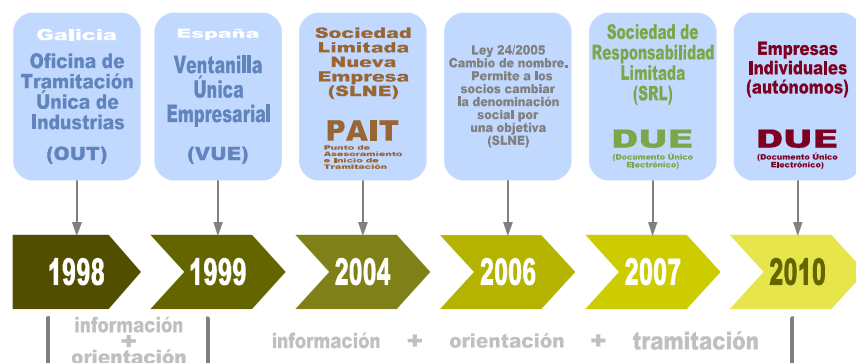 Galicia
Oficina de
Tramitación
Única de
Industrias
(OUT)
España
Ventanilla
Única
Empresarial
(VUE)
Sociedad
Limitada
Nueva
Empresa
(SLNE)
PAIT
Punto de
Asesoramiento
e Inicio de
Tramitación
Ley 24/2005
Cambio de nombre.
Permite a los
socios cambiar
la denominación
social por
una objetiva
(SLNE)
Sociedad de
Responsabilidad
Limitada
(SRL)
DUE
(Documento Único
Electrónico)
Empresas
Individuales
(autónomos)
DUE
(Documento Único
Electrónico)
1998
1999
2004
2006
2007
2010
información
+
orientación
información + orientación + tramitación